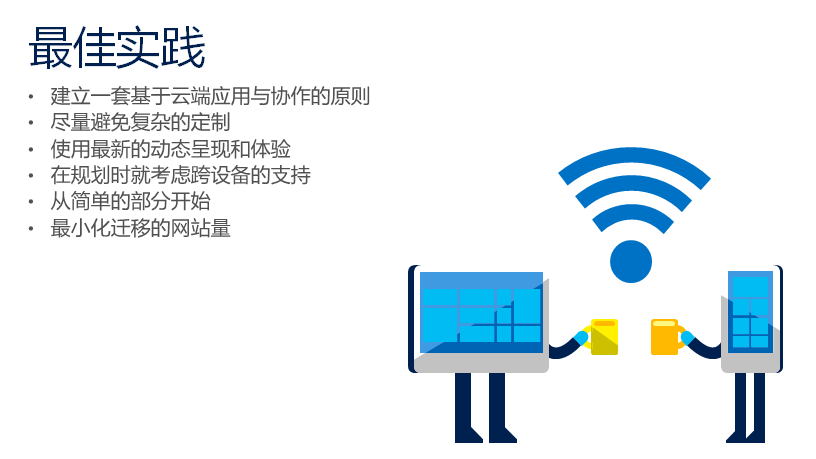 最佳实践
• 建立一套基于云端应用与协作的原则
• 尽量避免复杂的定制
• 使用最新的动态呈现和体验
• 在规划时就考虑跨设备的支持
• 从简单的部分开始
• 最小化迁移的网站量